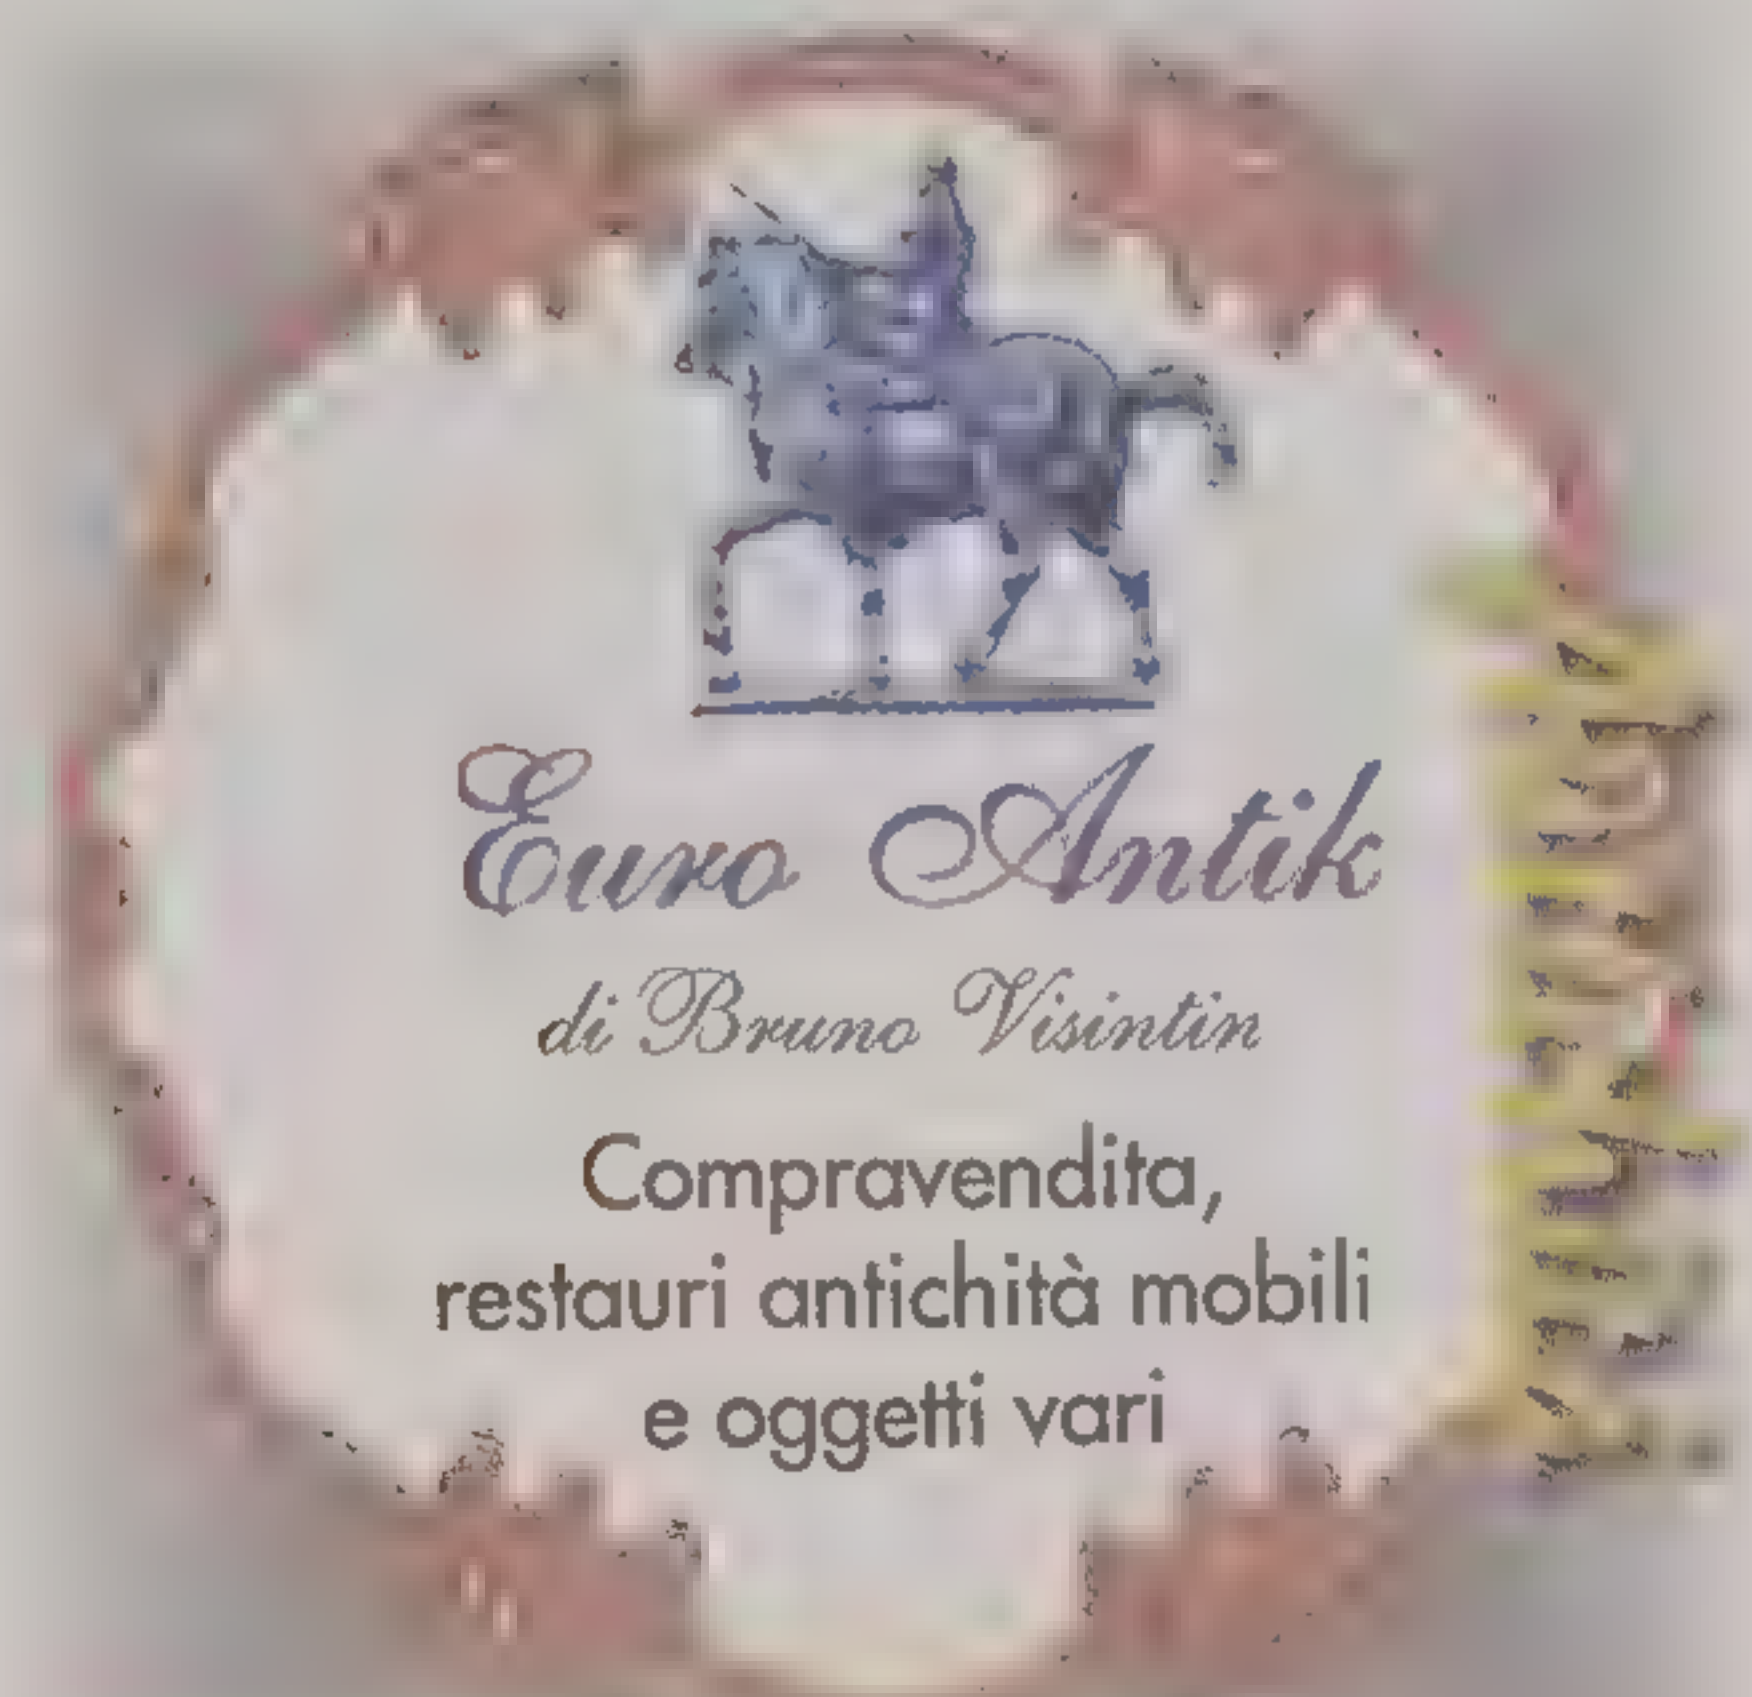 Euro Antik
di Bruno Visintin
Compravendita,
restauri antichità mobili
e oggetti vari